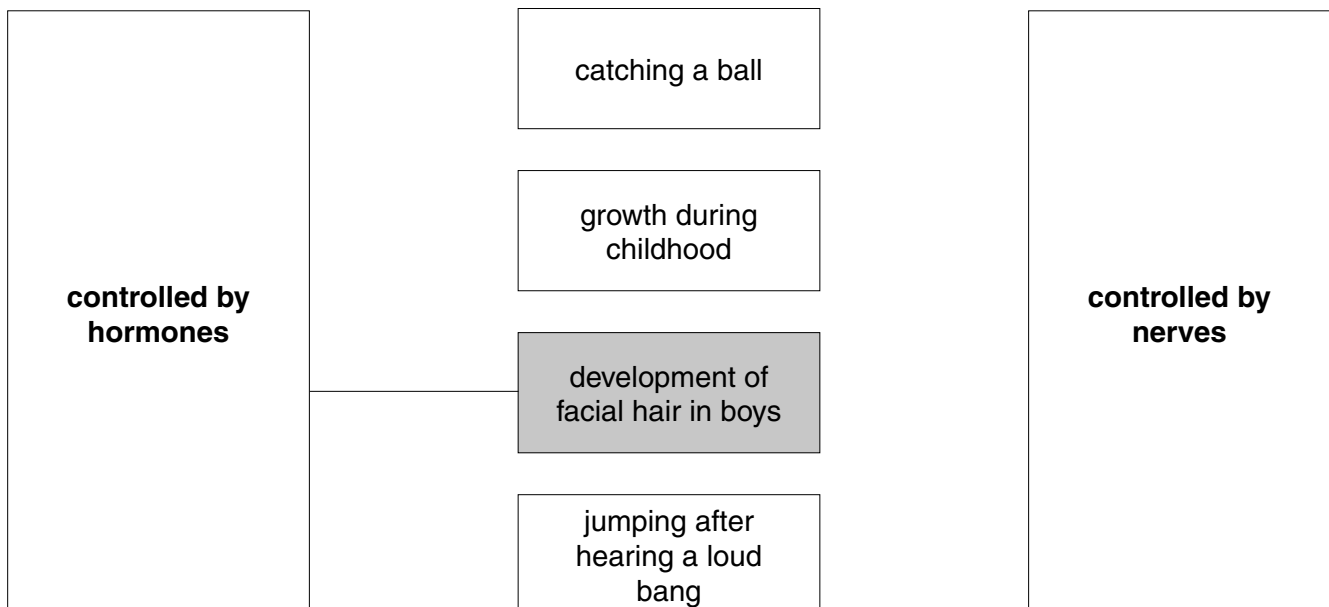 catching a ball
growth during
childhood
controlled by
hormones
controlled by
nerves
development of
facial hair in boys
jumping after
hearing a loud
bang